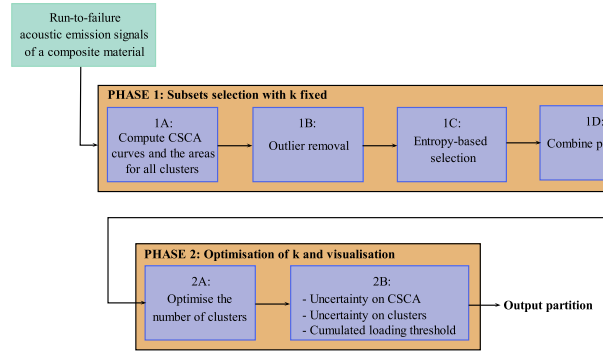 Run-to-failure
acoustic emission signals
of a composite material
PHASE 1: Subsets selection with k fixed
1A:
Compute CSCA
curves and the areas
for all clusters
1B:
Outlier removal
1C:
Entropy-based
selection
1D:
Combine
PHASE 2: Optimisation of k and visualisation
2A:
Optimise the
number of clusters
2B:
- Uncertainty on CSCA
- Uncertainty on clusters
- Cumulated loading threshold
Output partition